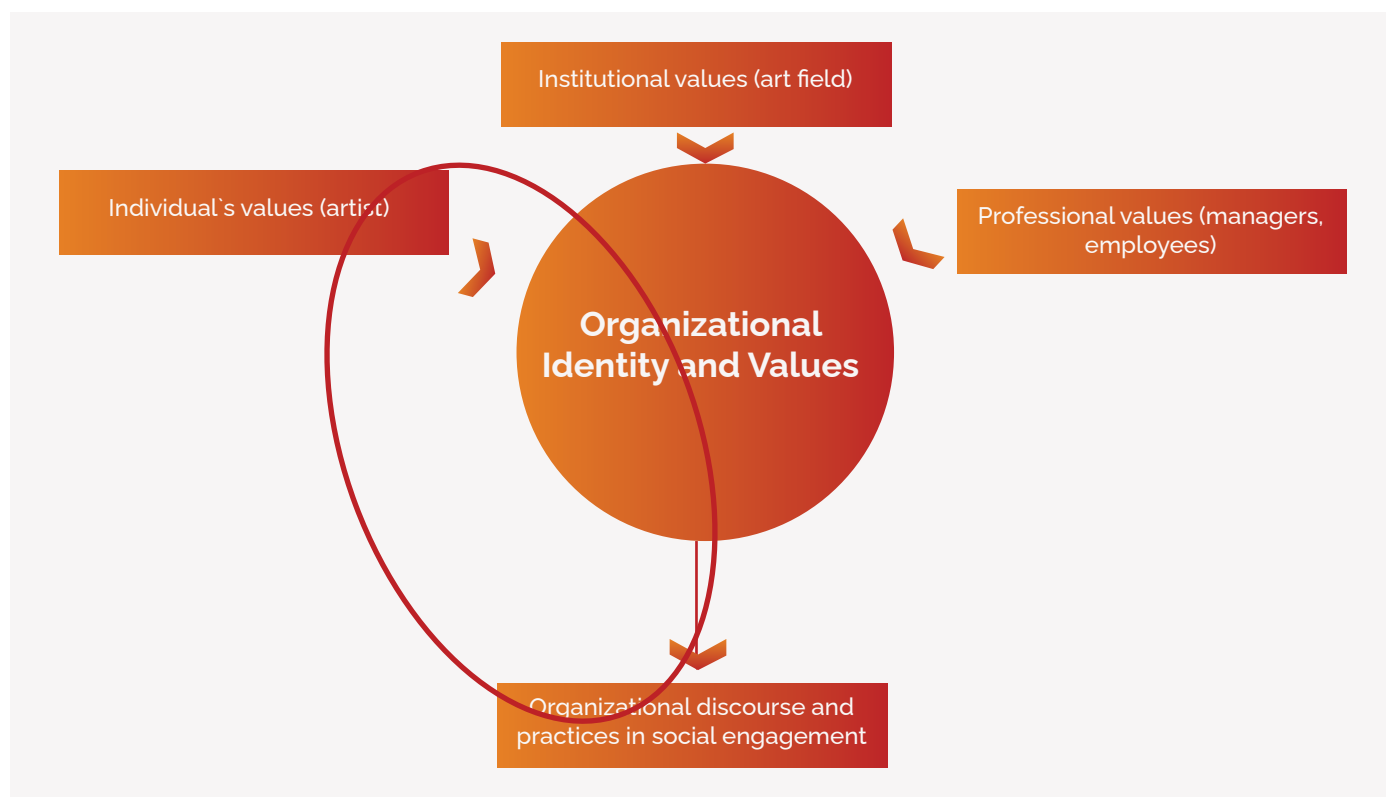 Institutional values (art field)
Individual`s values (artist)
Professional values (managers,
employees)
Organizational
Identity and Values
Organizational discourse and
practices in social engagement